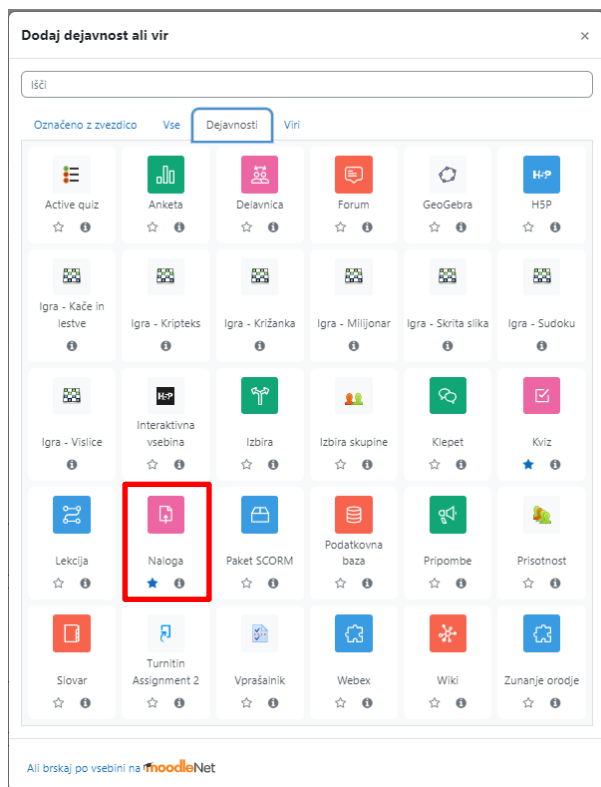 Dodaj dejavnost ali vir ×
Išči
Označeno z zvezdico Vse Dejavnosti Viri
Active quiz Anketa Delavnica Forum GeoGebra H5P
H-P
Igra - Kače in
lestve Igra - Kripteks Igra - Križanka Igra - Milijonar Igra - Skrita slika Igra - Sudoku
H-P
Igra - Vislice Interaktivna
vsebina Izbira Izbira skupine Klepet Kviz
Lekcija Naloga Paket SCORM Podatkovna
baza Pripombe Prisotnost
Slovar Turnitin
Assignment 2 Vprašalnik Webex Wiki Zunanje orodje
Ali brskaj po vsebini na moodleNet